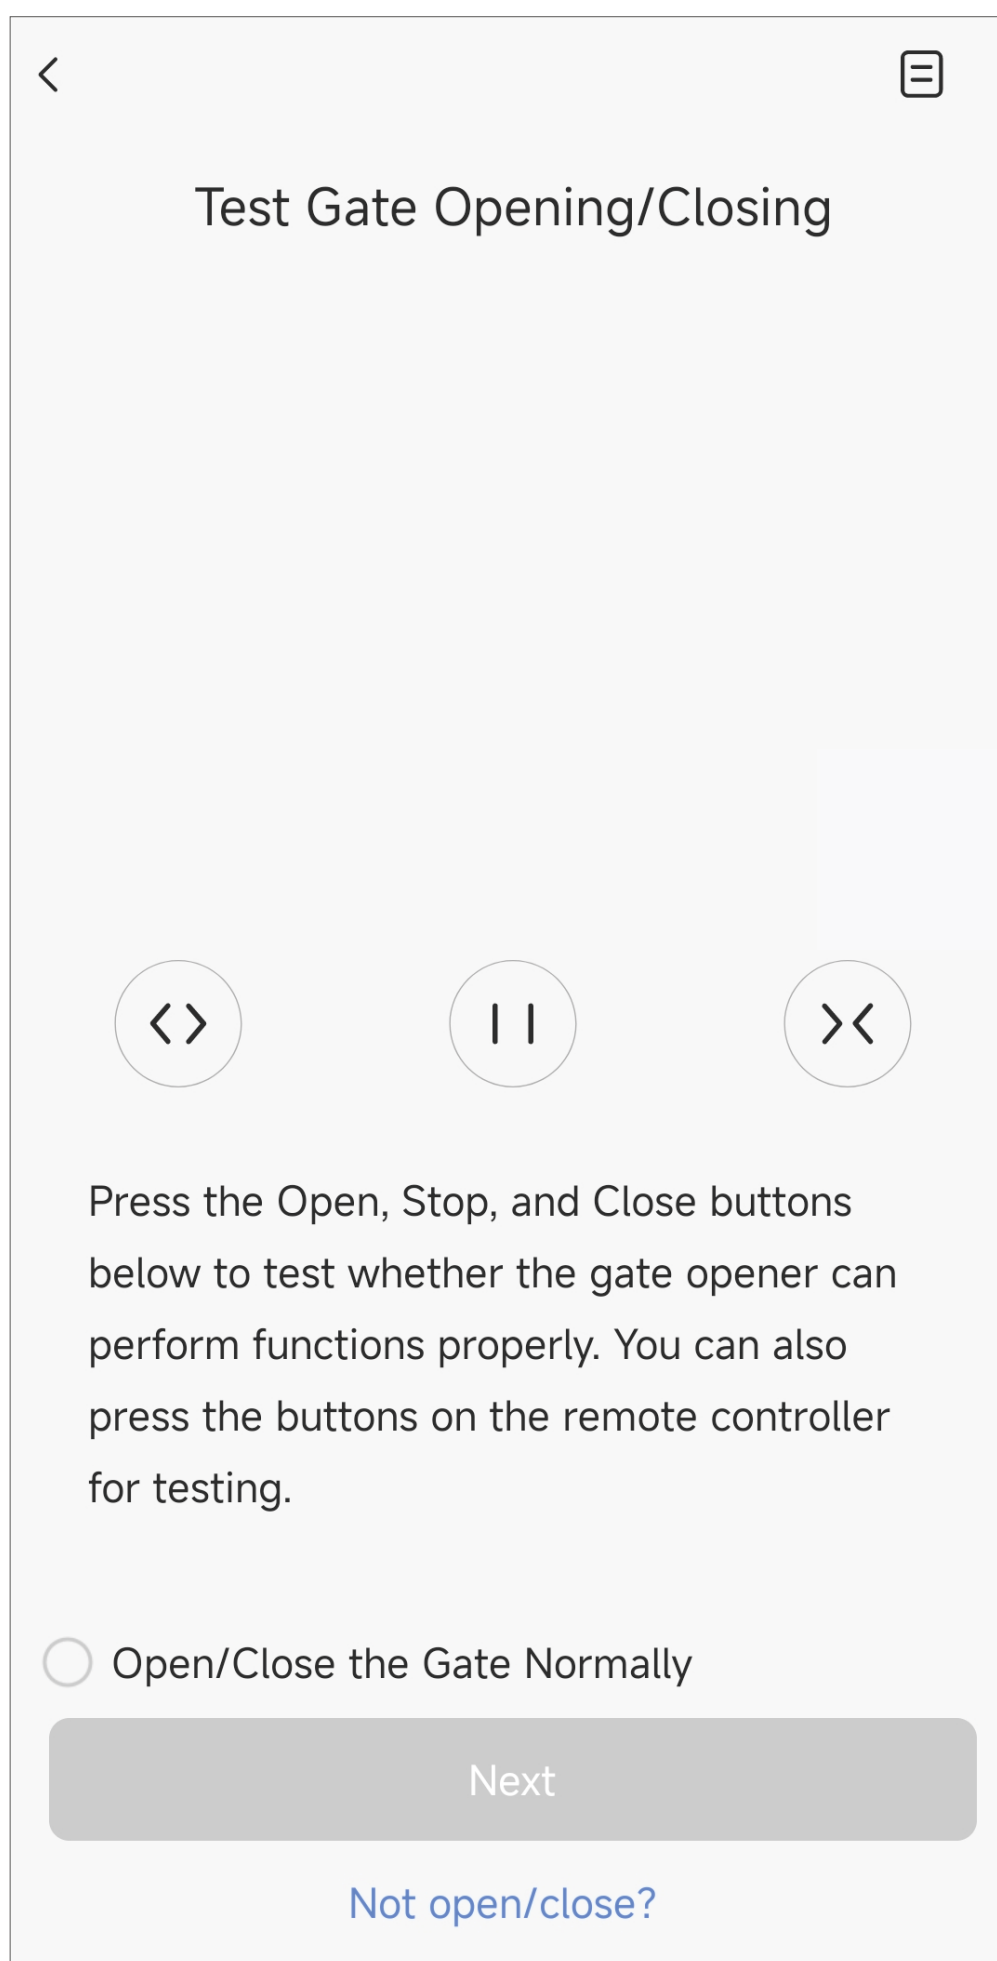 Test Gate Opening/Closing
Press the Open, Stop, and Close buttons
below to test whether the gate opener can
perform functions properly. You can also
press the buttons on the remote controller
for testing.
Open/Close the Gate Normally
Next
Not open/close?